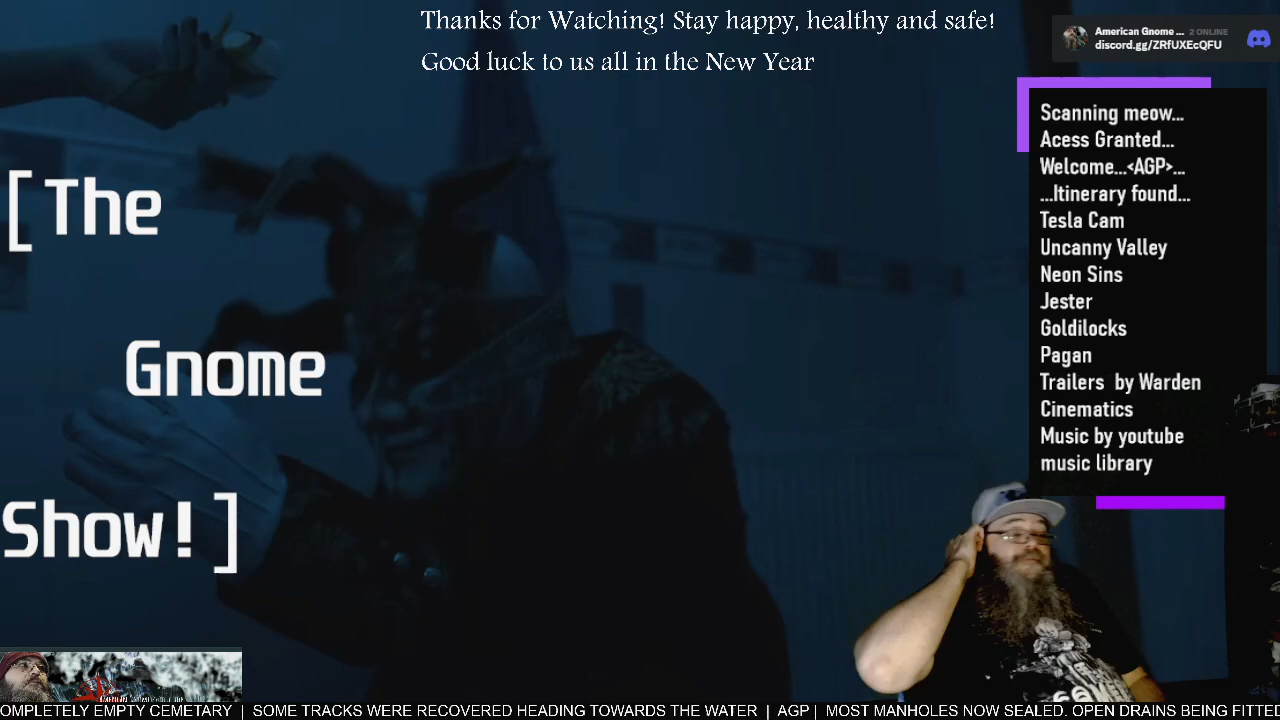 Thanks for Watching! Stay happy, healthy and safe!
Good luck to us all in the New Year
American Gnome ... 2 ONLINE
discord.gg/ZRfUXEcQFU
[The
Gnome
Show!]
Scanning meow...
Acess Granted...
Welcome...<AGP>...
...Itinerary found...
Tesla Cam
Uncanny Valley
Neon Sins
Jester
Goldilocks
Pagan
Trailers by Warden
Cinematics
Music by youtube
music library
OMPLETELY EMPTY CEMETARY | SOME TRACKS WERE RECOVERED HEADING TOWARDS THE WATER | AGP | MOST MANHOLES NOW SEALED. OPEN DRAINS BEING FITTED